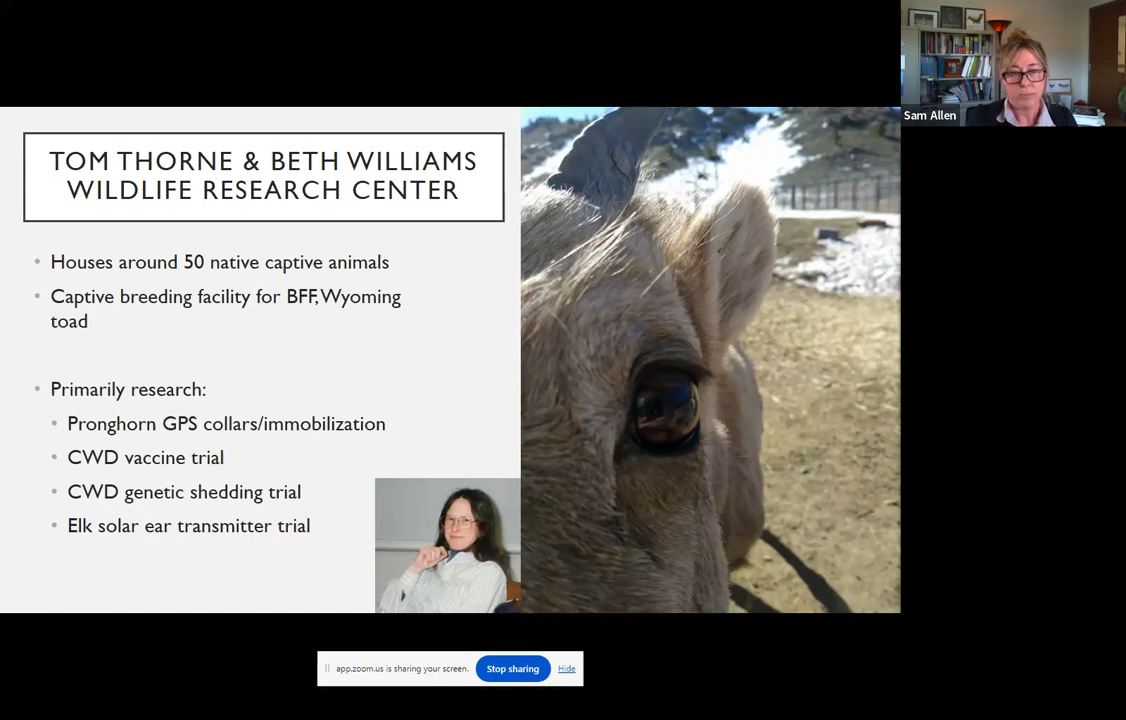 Sam Allen
TOM THORNE & BETH WILLIAMS
WILDLIFE RESEARCH CENTER
• Houses around 50 native captive animals
• Captive breeding facility for BFF, Wyoming
toad
• Primarily research:
• Pronghorn GPS collars/immobilization
• CWD vaccine trial
• CWD genetic shedding trial
• Elk solar ear transmitter trial
app.zoom.us is sharing your screen. Stop sharing Hide